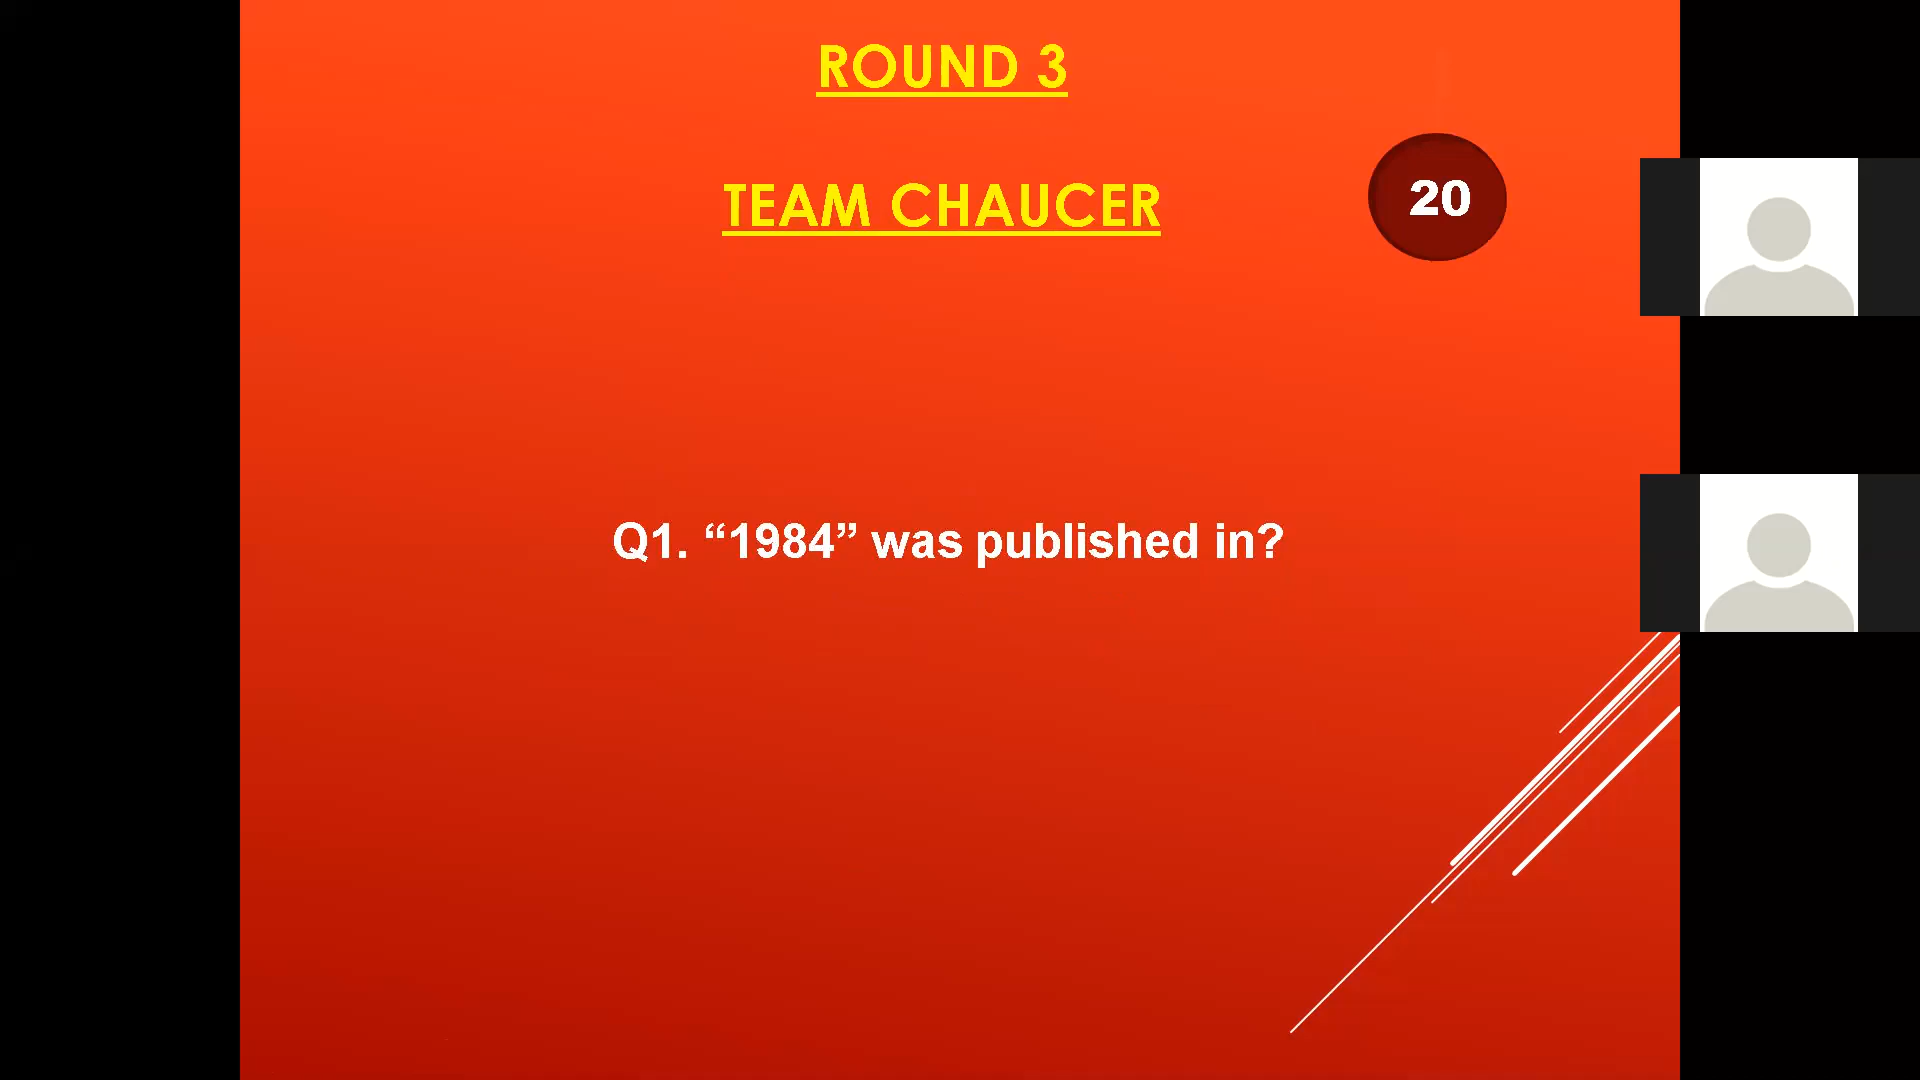 ROUND 3
TEAM CHAUCER
20
Q1. “1984” was published in?